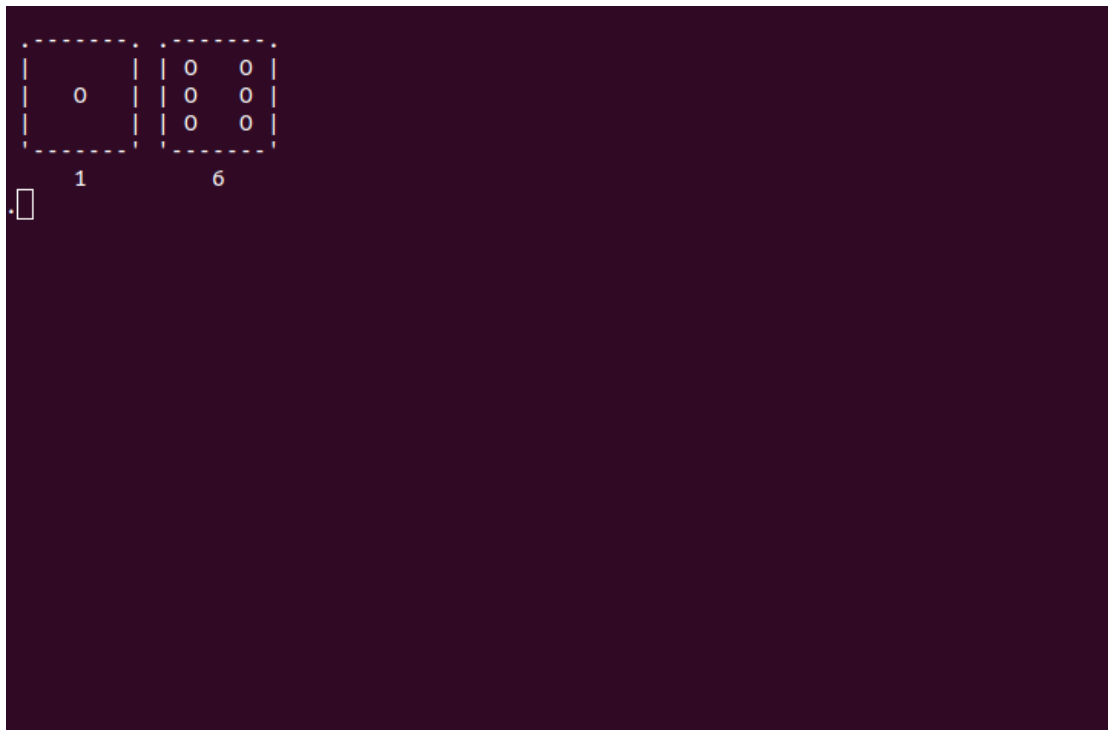 .-------. .-------.
 |       | | O   O |
 |   O   | | O   O |
 |       | | O   O |
 '-------' '-------'
     1         6
.